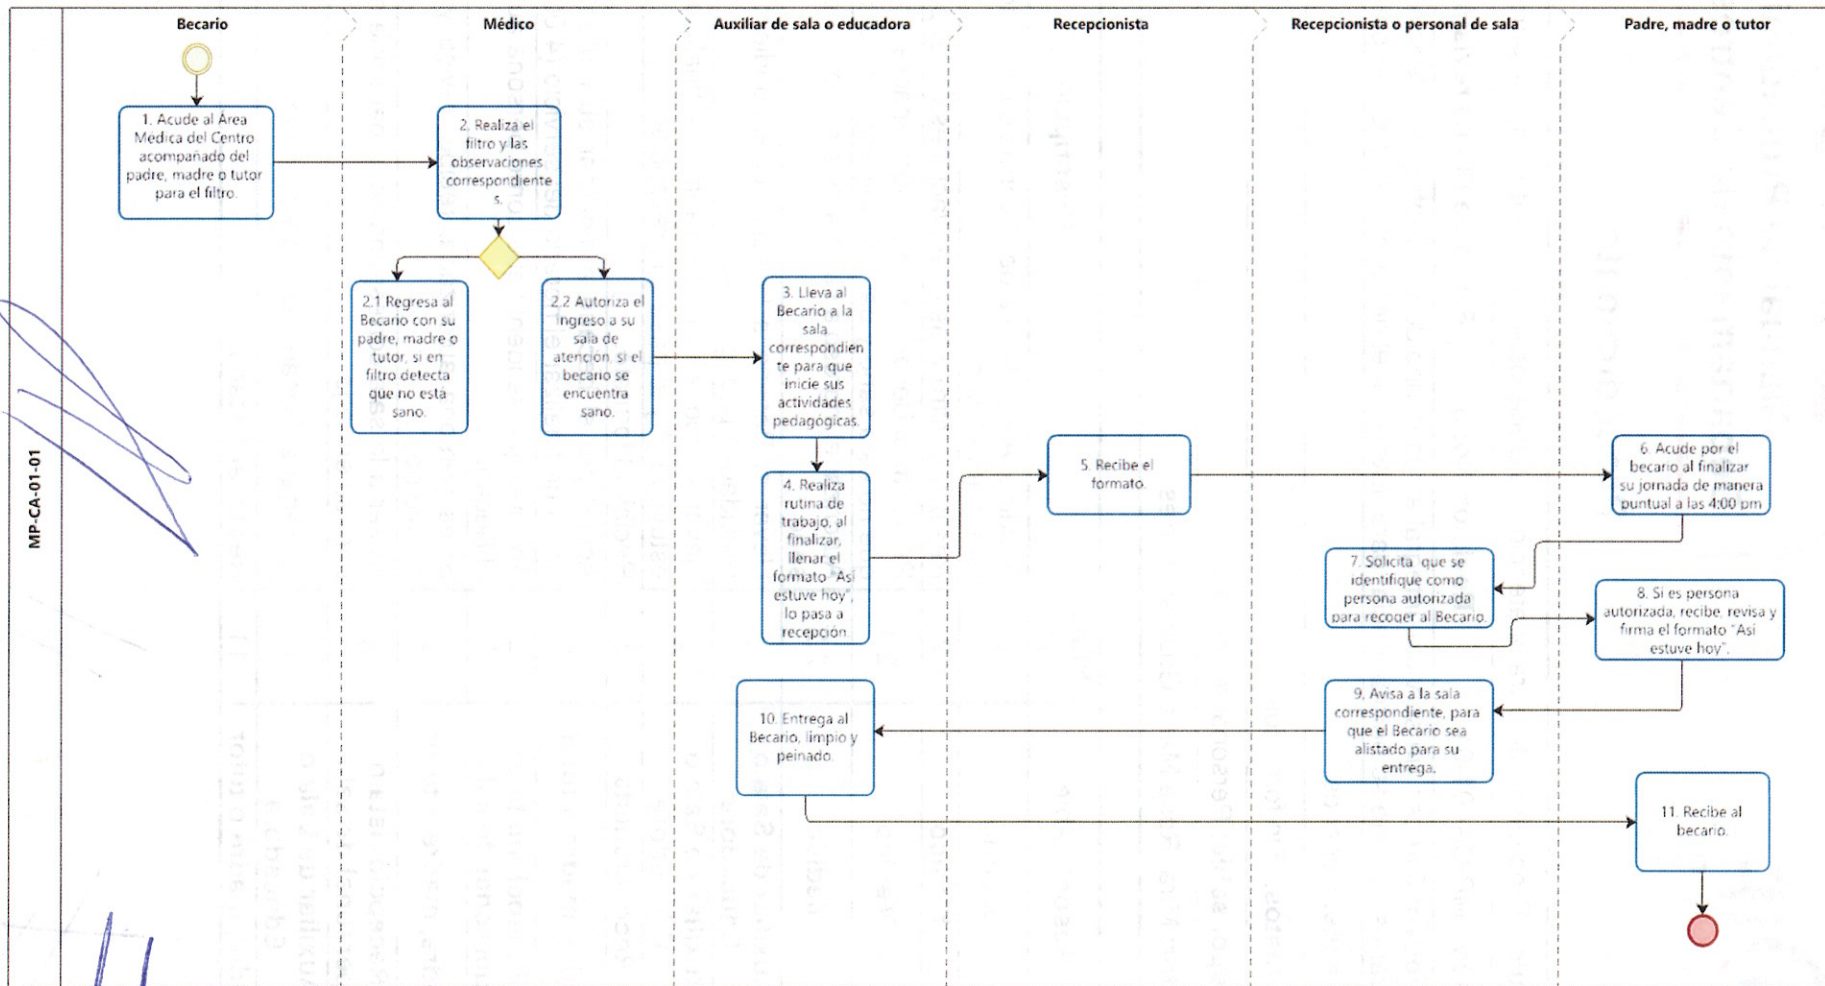 Becario
Médico
Auxiliar de sala o educadora
Recepcionista
Recepcionista o personal de sala
Padre, madre o tutor
MP-CA-01-01
1. Acude al Área
Médica del Centro
acompañado del
padre, madre o tutor
para el filtro.
2. Realiza el
filtro y las
observaciones
correspondiente
s.
2.1 Regresa al
Becario con su
padre, madre o
tutor, si en
filtro detecta
que no está
sano.
2.2 Autoriza el
ingreso a su
sala de
atención, si el
becario se
encuentra
sano.
3. Lleva al
Becario a la
sala
correspondien
te para que
inicie sus
actividades
pedagógicas.
4. Realiza
rutina de
trabajo, al
finalizar,
llenar el
formato "Así
estuve hoy",
lo pasa a
recepción.
5. Recibe el
formato.
6. Acude por el
becario al finalizar
su jornada de manera
puntual a las 4:00 pm
7. Solicita que se
identifique como
persona autorizada
para recoger al Becario.
8. Si es persona
autorizada, recibe, revisa y
firma el formato "Así
estuve hoy".
9. Avisa a la sala
correspondiente, para
que el Becario sea
alistado para su
entrega.
10. Entrega al
Becario, limpio y
peinado.
11. Recibe al
becario.